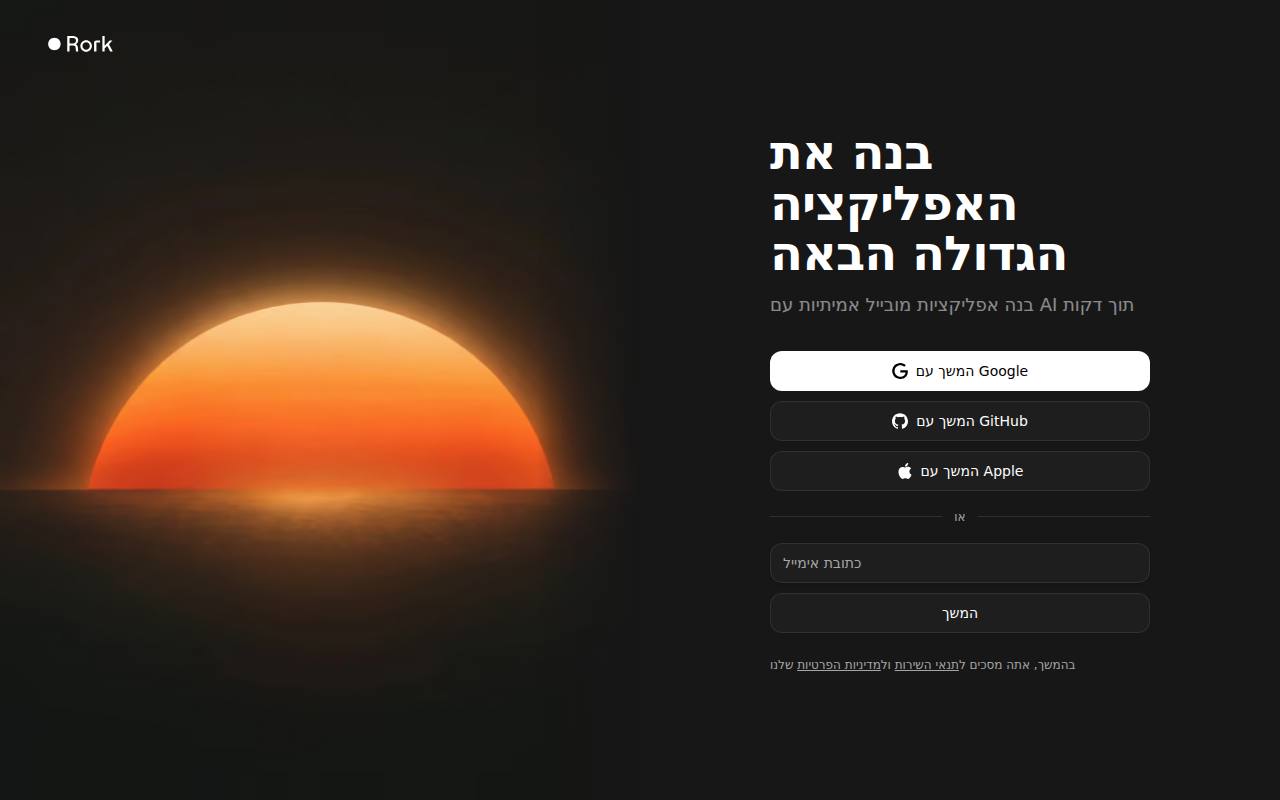 Rork
בנה את
האפליקציה
הגדולה הבאה
בנה אפליקציות מובייל אמיתיות עם AI תוך דקות
המשך עם Google
המשך עם GitHub
המשך עם Apple
או
כתובת אימייל
המשך
בהמשך, אתה מסכים לתנאי השירות ולמדיניות הפרטיות שלנו